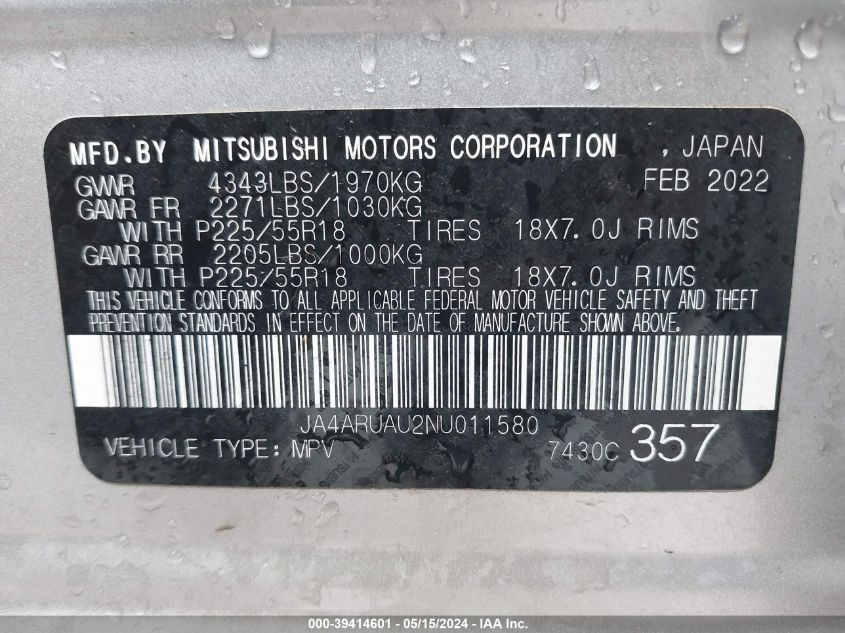 MFD.BY MITSUBISHI MOTORS CORPORATION , JAPAN
GVWR 4343LBS/1970KG FEB 2022
GAWR FR 2271LBS/1030KG
WITH P225/55R18 TIRES 18X7.0J RIMS
GAWR RR 2205LBS/1000KG
WITH P225/55R18 TIRES 18X7.0J RIMS
THIS VEHICLE CONFORMS TO ALL APPLICABLE FEDERAL MOTOR VEHICLE SAFETY AND THEFT
PREVENTION STANDARDS IN EFFECT ON THE DATE OF MANUFACTURE SHOWN ABOVE.
JA4ARUAU2NU011580
VEHICLE TYPE: MPV 7430C 357
000-39414601 - 05/15/2024 - IAA Inc.